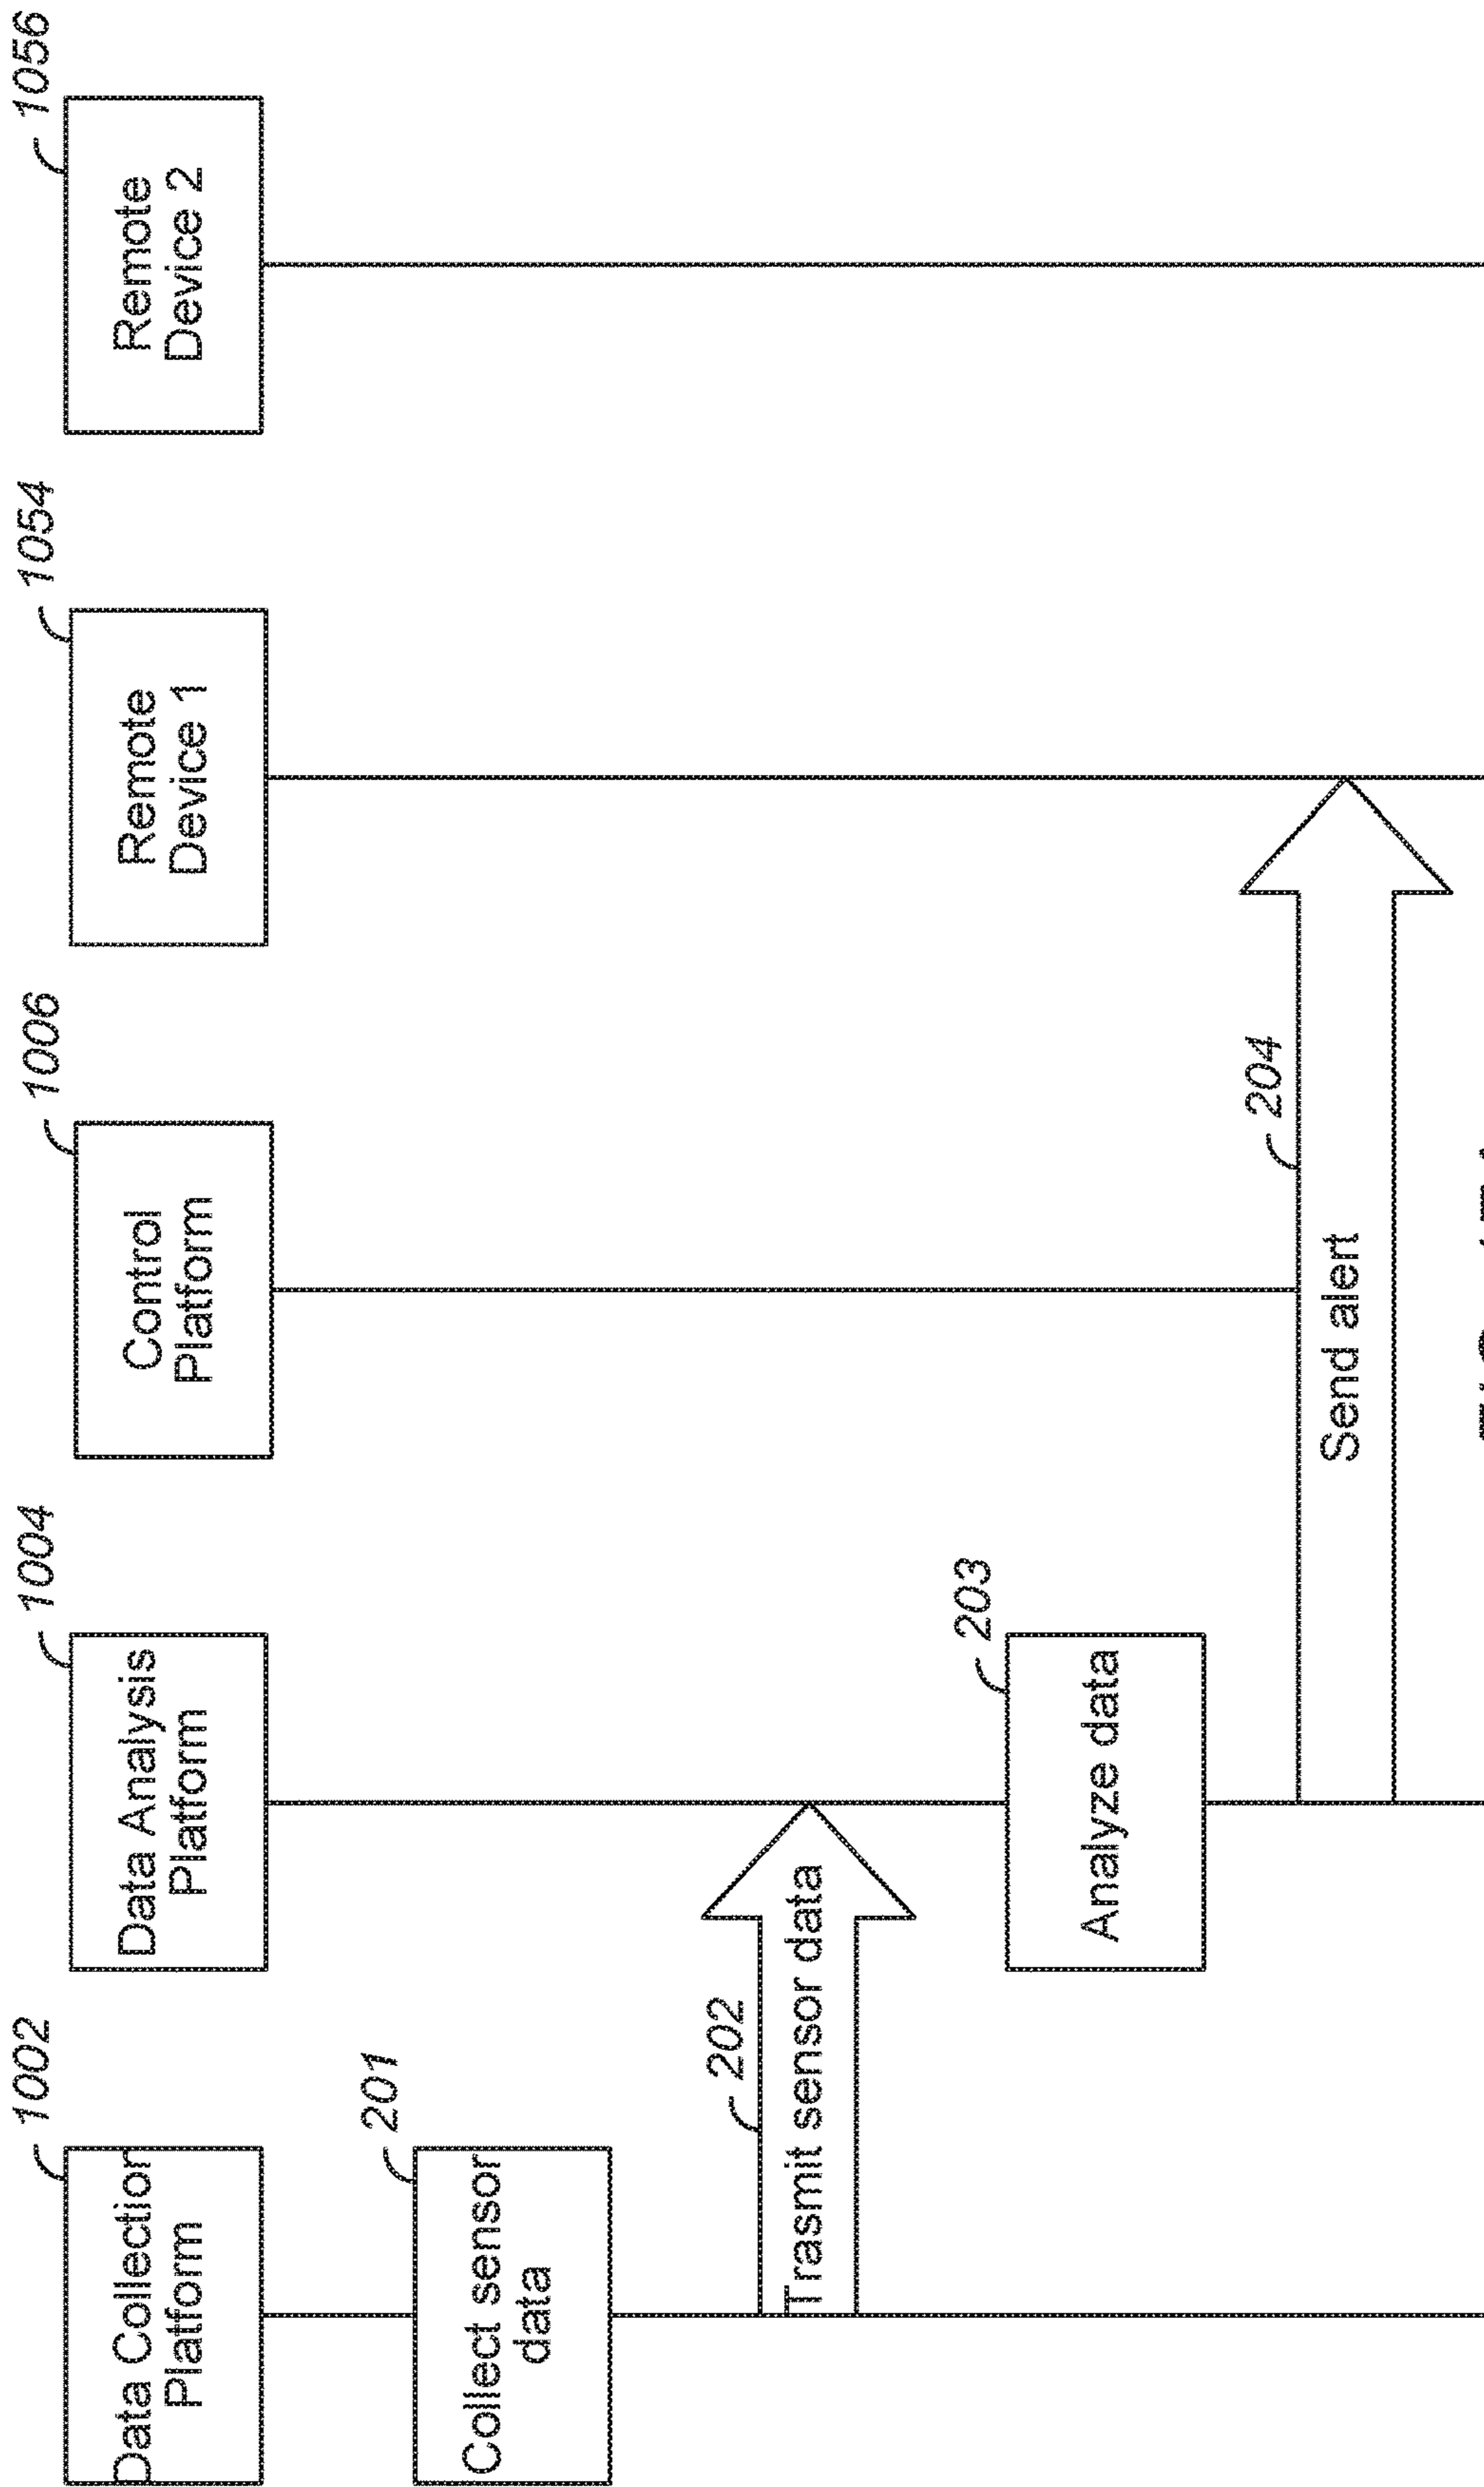 1002
Data Collection
Platform
1004
Data Analysis
Platform
1006
Control
Platform
1054
Remote
Device 1
1056
Remote
Device 2
201
Collect sensor
data
202
Trasmit sensor data
203
Analyze data
204
Send alert